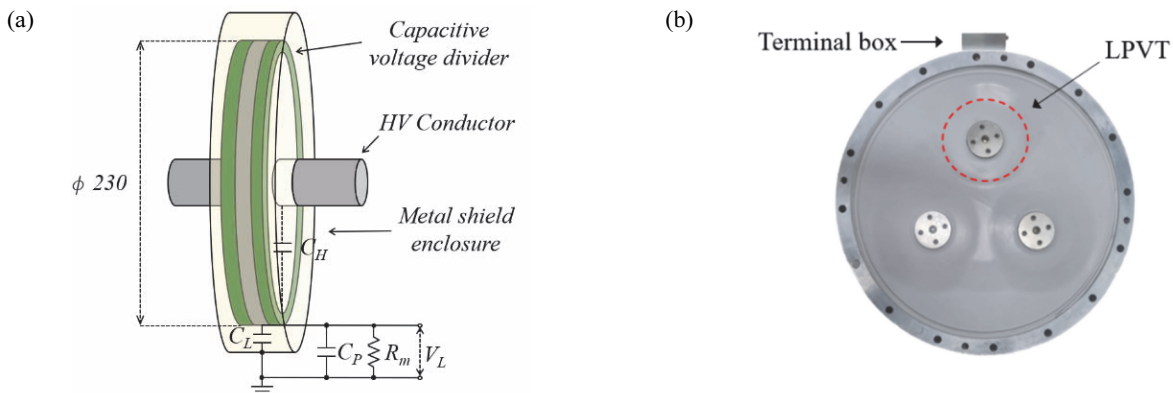 (a)
Capacitive
voltage divider
HV Conductor
ϕ 230
Metal shield
enclosure
C_H
C_L
C_P
R_m
V_L
(b)
Terminal box
LPVT